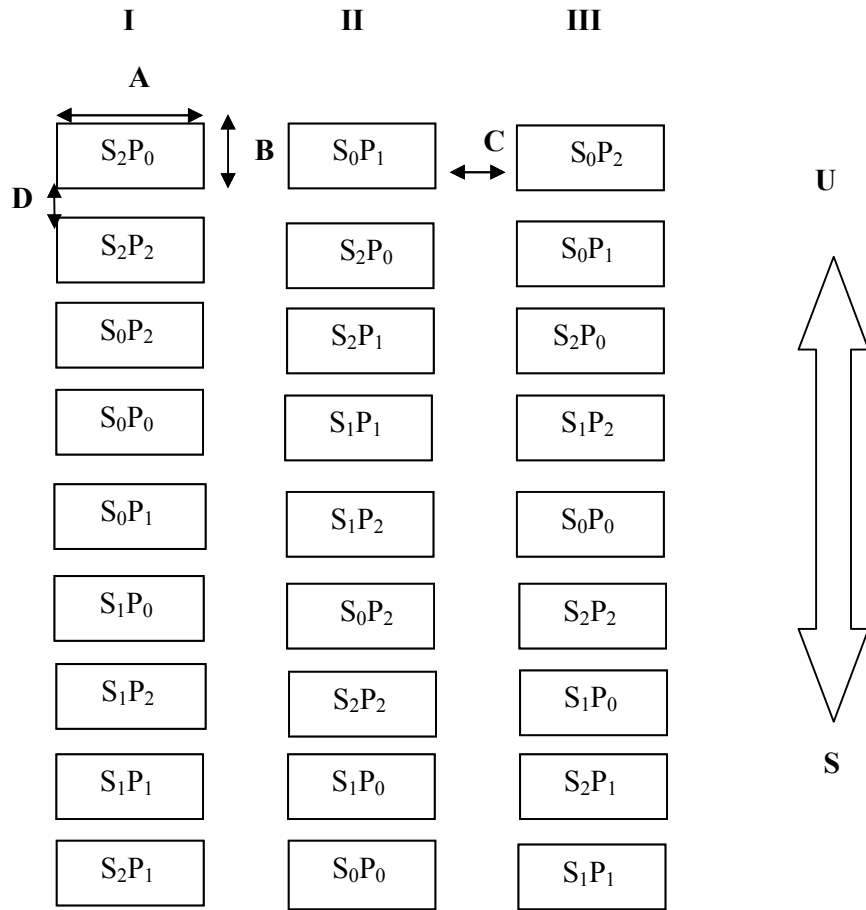 I II III
A
S₂P₀ B S₀P₁ C S₀P₂
D U
S₂P₂ S₂P₀ S₀P₁
S₀P₂ S₂P₁ S₂P₀
S₀P₀ S₁P₁ S₁P₂
S₀P₁ S₁P₂ S₀P₀
S₁P₀ S₀P₂ S₂P₂
S₁P₂ S₂P₂ S₁P₀
S₁P₁ S₁P₀ S₂P₁ S
S₂P₁ S₀P₀ S₁P₁